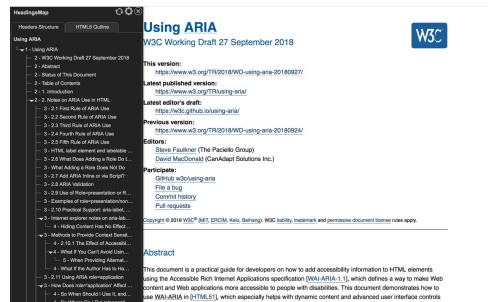 HeadingsMap
Headers Structure
HTML5 Outline
Using ARIA
1 - Using ARIA
2 - W3C Working Draft 27 September 2018
2 - Abstract
2 - Status of This Document
2 - Table of Contents
2 - 1. Introduction
2 - 2. Notes on ARIA Use in HTML
3 - 2.1 First Rule of ARIA Use
3 - 2.2 Second Rule of ARIA Use
3 - 2.3 Third Rule of ARIA Use
3 - 2.4 Fourth Rule of ARIA Use
3 - 2.5 Fifth Rule of ARIA Use
3 - HTML label element and labelable ...
3 - 2.6 What Does Adding a Role Do t...
3 - What Adding a Role Does Not Do
3 - 2.7 Add ARIA Inline or via Script?
3 - 2.8 ARIA Validation
3 - 2.9 Use of Role=presentation or R...
3 - Examples of role=presentation/non...
3 - 2.10 Practical Support: aria-label, ...
3 - Internet explorer notes on aria-lab...
4 - Hiding Content Has No Effect...
3 - Methods to Provide Context Sensit...
4 - 2.10.1 The Effect of Accessibl...
4 - What if You Can't Avoid Usin...
5 - When Providing Alternat...
4 - What if the Author Has to Ha...
3 - 2.11 Using ARIA role=application
3 - How Does role='application' Affect ...
4 - So When Should I Use It, and...
Using ARIA
W3C
W3C Working Draft 27 September 2018
This version:
https://www.w3.org/TR/2018/WD-using-aria-20180927/
Latest published version:
https://www.w3.org/TR/using-aria/
Latest editor's draft:
https://w3c.github.io/using-aria/
Previous version:
https://www.w3.org/TR/2018/WD-using-aria-20180924/
Editors:
Steve Faulkner (The Paciello Group)
David MacDonald (CanAdapt Solutions Inc.)
Participate:
GitHub w3c/using-aria
File a bug
Commit history
Pull requests
Copyright © 2018 W3C® (MIT, ERCIM, Keio, Beihang). W3C liability, trademark and permissive document license rules apply.
Abstract
This document is a practical guide for developers on how to add accessibility information to HTML elements
using the Accessible Rich Internet Applications specification [WAI-ARIA-1.1], which defines a way to make Web
content and Web applications more accessible to people with disabilities. This document demonstrates how to
use WAI-ARIA in [HTML51], which especially helps with dynamic content and advanced user interface controls